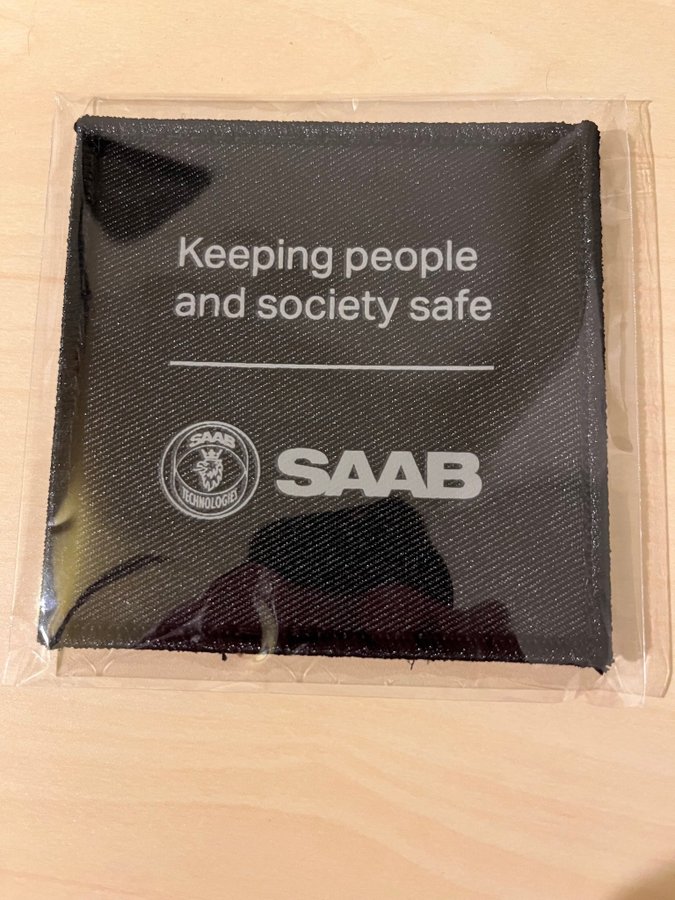 Keeping people
and society safe
SAAB
TECHNOLOGIES
SAAB